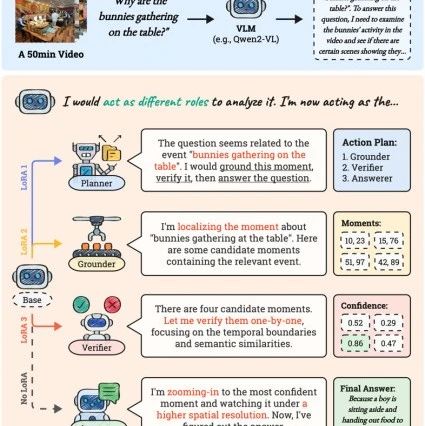 "Why are the
bunnies gathering
on the table?"
A 50min Video
VLM
(e.g., Qwen2-VL)
table?". To answer this
question, I need to examine
the bunnies' activity in the
video and see if there are
certain scenes showing they...
I would act as different roles to analyze it. I'm now acting as the...
LoRA 1
Planner
The question seems related to the
event "bunnies gathering on the
table". I would ground this moment,
verify it, then answer the question.
Action Plan:
1. Grounder
2. Verifier
3. Answerer
LoRA 2
Grounder
I'm localizing the moment about
"bunnies gathering at the table". Here
are some candidate moments
containing the relevant event.
Moments:
10, 23 15, 76
51, 97 42, 89
Base
LoRA 3
Verifier
There are four candidate moments.
Let me verify them one-by-one,
focusing on the temporal boundaries
and semantic similarities.
Confidence:
0.52 0.29
0.86 0.47
No LoRA
I'm zooming-in to the most confident
moment and watching it under
a higher spatial resolution. Now, I've
Final Answer:
Because a boy is
sitting aside and
handing out food to